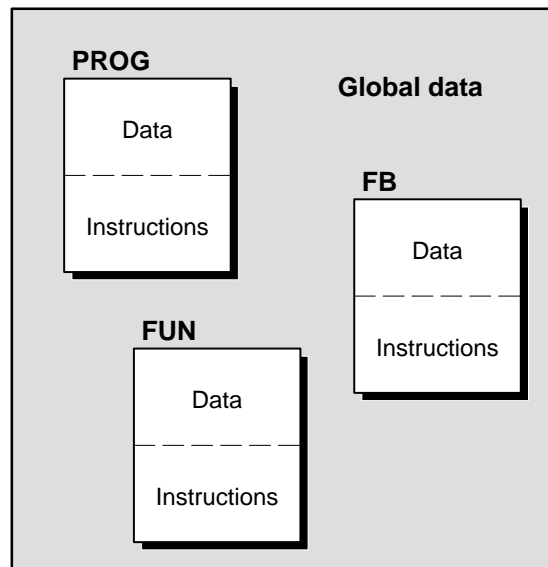 PROG
Global data
Data
Instructions
FB
Data
Instructions
FUN
Data
Instructions